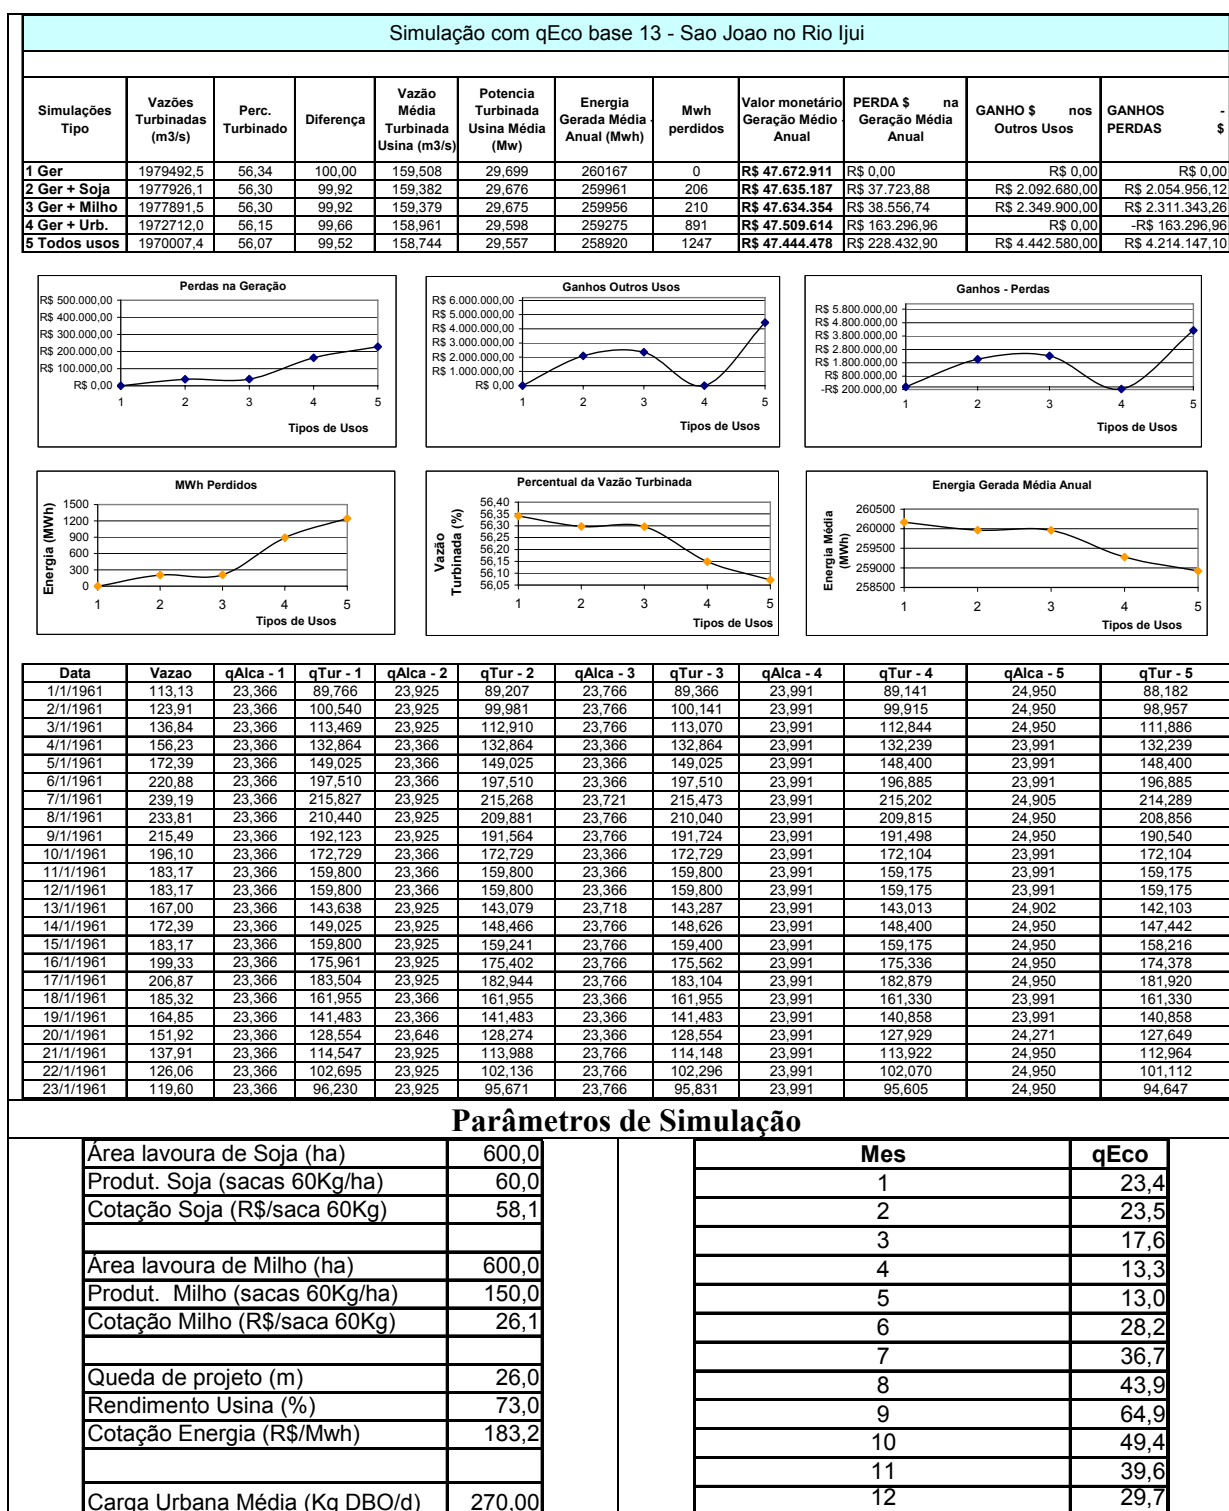 Simulação com qEco base 13 - Sao Joao no Rio Ijui
Simulações Tipo | Vazões Turbinadas (m3/s) | Perc. Turbinado | Diferença | Vazão Média Turbinada Usina (m3/s) | Potencia Turbinada Usina Média (Mw) | Energia Gerada Média - Anual (Mwh) | Mwh perdidos | Valor monetário Geração Médio - Anual | PERDA $ na Geração Média Anual | GANHO $ nos Outros Usos | GANHOS - PERDAS $
1 Ger | 1979492,5 | 56,34 | 100,00 | 159,508 | 29,699 | 260167 | 0 | R$ 47.672.911 | R$ 0,00 | R$ 0,00 | R$ 0,00
2 Ger + Soja | 1977926,1 | 56,30 | 99,92 | 159,382 | 29,676 | 259961 | 206 | R$ 47.635.187 | R$ 37.723,88 | R$ 2.092.680,00 | R$ 2.054.956,12
3 Ger + Milho | 1977891,5 | 56,30 | 99,92 | 159,379 | 29,675 | 259956 | 210 | R$ 47.634.354 | R$ 38.556,74 | R$ 2.349.900,00 | R$ 2.311.343,26
4 Ger + Urb. | 1972712,0 | 56,15 | 99,66 | 158,961 | 29,598 | 259275 | 891 | R$ 47.509.614 | R$ 163.296,96 | R$ 0,00 | -R$ 163.296,96
5 Todos usos | 1970007,4 | 56,07 | 99,52 | 158,744 | 29,557 | 258920 | 1247 | R$ 47.444.478 | R$ 228.432,90 | R$ 4.442.580,00 | R$ 4.214.147,10
Perdas na Geração
R$ 500.000,00
R$ 400.000,00
R$ 300.000,00
R$ 200.000,00
R$ 100.000,00
R$ 0,00
1 2 3 4 5
Tipos de Usos
Ganhos Outros Usos
R$ 6.000.000,00
R$ 5.000.000,00
R$ 4.000.000,00
R$ 3.000.000,00
R$ 2.000.000,00
R$ 1.000.000,00
R$ 0,00
1 2 3 4 5
Tipos de Usos
Ganhos - Perdas
R$ 5.800.000,00
R$ 4.800.000,00
R$ 3.800.000,00
R$ 2.800.000,00
R$ 1.800.000,00
R$ 800.000,00
-R$ 200.000,00
1 2 3 4 5
Tipos de Usos
MWh Perdidos
Energia (MWh)
1500
1200
900
600
300
0
1 2 3 4 5
Tipos de Usos
Percentual da Vazão Turbinada
Vazão Turbinada (%)
56,40
56,35
56,30
56,25
56,20
56,15
56,10
56,05
1 2 3 4 5
Tipos de Usos
Energia Gerada Média Anual
Energia Média (MWh)
260500
260000
259500
259000
258500
1 2 3 4 5
Tipos de Usos
Data | Vazao | qAlca - 1 | qTur - 1 | qAlca - 2 | qTur - 2 | qAlca - 3 | qTur - 3 | qAlca - 4 | qTur - 4 | qAlca - 5 | qTur - 5
1/1/1961 | 113,13 | 23,366 | 89,766 | 23,925 | 89,207 | 23,766 | 89,366 | 23,991 | 89,141 | 24,950 | 88,182
2/1/1961 | 123,91 | 23,366 | 100,540 | 23,925 | 99,981 | 23,766 | 100,141 | 23,991 | 99,915 | 24,950 | 98,957
3/1/1961 | 136,84 | 23,366 | 113,469 | 23,925 | 112,910 | 23,766 | 113,070 | 23,991 | 112,844 | 24,950 | 111,886
4/1/1961 | 156,23 | 23,366 | 132,864 | 23,366 | 132,864 | 23,366 | 132,864 | 23,991 | 132,239 | 23,991 | 132,239
5/1/1961 | 172,39 | 23,366 | 149,025 | 23,366 | 149,025 | 23,366 | 149,025 | 23,991 | 148,400 | 23,991 | 148,400
6/1/1961 | 220,88 | 23,366 | 197,510 | 23,366 | 197,510 | 23,366 | 197,510 | 23,991 | 196,885 | 23,991 | 196,885
7/1/1961 | 239,19 | 23,366 | 215,827 | 23,925 | 215,268 | 23,721 | 215,473 | 23,991 | 215,202 | 24,905 | 214,289
8/1/1961 | 233,81 | 23,366 | 210,440 | 23,925 | 209,881 | 23,766 | 210,040 | 23,991 | 209,815 | 24,950 | 208,856
9/1/1961 | 215,49 | 23,366 | 192,123 | 23,925 | 191,564 | 23,766 | 191,724 | 23,991 | 191,498 | 24,950 | 190,540
10/1/1961 | 196,10 | 23,366 | 172,729 | 23,366 | 172,729 | 23,366 | 172,729 | 23,991 | 172,104 | 23,991 | 172,104
11/1/1961 | 183,17 | 23,366 | 159,800 | 23,366 | 159,800 | 23,366 | 159,800 | 23,991 | 159,175 | 23,991 | 159,175
12/1/1961 | 183,17 | 23,366 | 159,800 | 23,366 | 159,800 | 23,366 | 159,800 | 23,991 | 159,175 | 23,991 | 159,175
13/1/1961 | 167,00 | 23,366 | 143,638 | 23,925 | 143,079 | 23,718 | 143,287 | 23,991 | 143,013 | 24,902 | 142,103
14/1/1961 | 172,39 | 23,366 | 149,025 | 23,925 | 148,466 | 23,766 | 148,626 | 23,991 | 148,400 | 24,950 | 147,442
15/1/1961 | 183,17 | 23,366 | 159,800 | 23,925 | 159,241 | 23,766 | 159,400 | 23,991 | 159,175 | 24,950 | 158,216
16/1/1961 | 199,33 | 23,366 | 175,961 | 23,925 | 175,402 | 23,766 | 175,562 | 23,991 | 175,336 | 24,950 | 174,378
17/1/1961 | 206,87 | 23,366 | 183,504 | 23,925 | 182,944 | 23,766 | 183,104 | 23,991 | 182,879 | 24,950 | 181,920
18/1/1961 | 185,32 | 23,366 | 161,955 | 23,366 | 161,955 | 23,366 | 161,955 | 23,991 | 161,330 | 23,991 | 161,330
19/1/1961 | 164,85 | 23,366 | 141,483 | 23,366 | 141,483 | 23,366 | 141,483 | 23,991 | 140,858 | 23,991 | 140,858
20/1/1961 | 151,92 | 23,366 | 128,554 | 23,646 | 128,274 | 23,366 | 128,554 | 23,991 | 127,929 | 24,271 | 127,649
21/1/1961 | 137,91 | 23,366 | 114,547 | 23,925 | 113,988 | 23,766 | 114,148 | 23,991 | 113,922 | 24,950 | 112,964
22/1/1961 | 126,06 | 23,366 | 102,695 | 23,925 | 102,136 | 23,766 | 102,296 | 23,991 | 102,070 | 24,950 | 101,112
23/1/1961 | 119,60 | 23,366 | 96,230 | 23,925 | 95,671 | 23,766 | 95,831 | 23,991 | 95,605 | 24,950 | 94,647
Parâmetros de Simulação
Área lavoura de Soja (ha) | 600,0
Produt. Soja (sacas 60Kg/ha) | 60,0
Cotação Soja (R$/saca 60Kg) | 58,1
Área lavoura de Milho (ha) | 600,0
Produt. Milho (sacas 60Kg/ha) | 150,0
Cotação Milho (R$/saca 60Kg) | 26,1
Queda de projeto (m) | 26,0
Rendimento Usina (%) | 73,0
Cotação Energia (R$/Mwh) | 183,2
Carga Urbana Média (Kg DBO/d) | 270,00
Mes | qEco
1 | 23,4
2 | 23,5
3 | 17,6
4 | 13,3
5 | 13,0
6 | 28,2
7 | 36,7
8 | 43,9
9 | 64,9
10 | 49,4
11 | 39,6
12 | 29,7